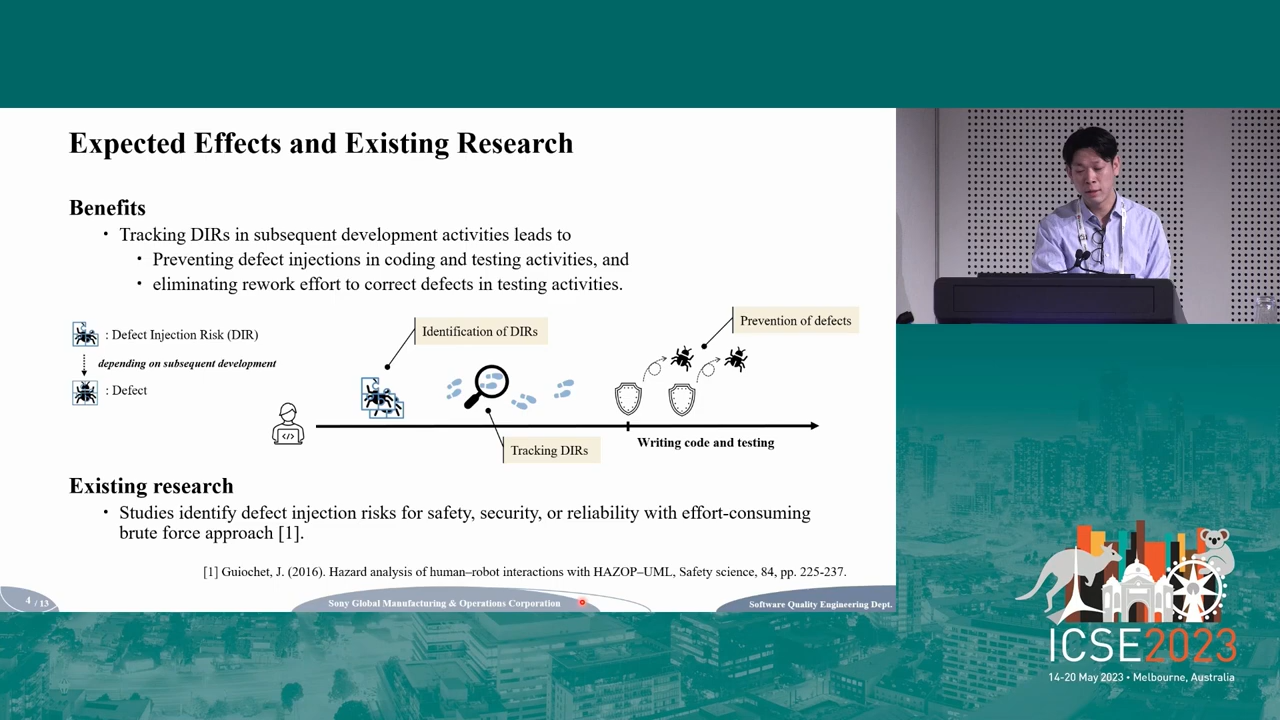 Expected Effects and Existing Research
Benefits
• Tracking DIRs in subsequent development activities leads to
• Preventing defect injections in coding and testing activities, and
• eliminating rework effort to correct defects in testing activities.
: Defect Injection Risk (DIR)
depending on subsequent development
: Defect
Identification of DIRs
Prevention of defects
</>
Tracking DIRs
Writing code and testing
Existing research
• Studies identify defect injection risks for safety, security, or reliability with effort-consuming
brute force approach [1].
[1] Guiochet, J. (2016). Hazard analysis of human–robot interactions with HAZOP–UML, Safety science, 84, pp. 225-237.
4 / 13
Sony Global Manufacturing & Operations Corporation
Software Quality Engineering Dept.
ICSE2023
14-20 May 2023 • Melbourne, Australia